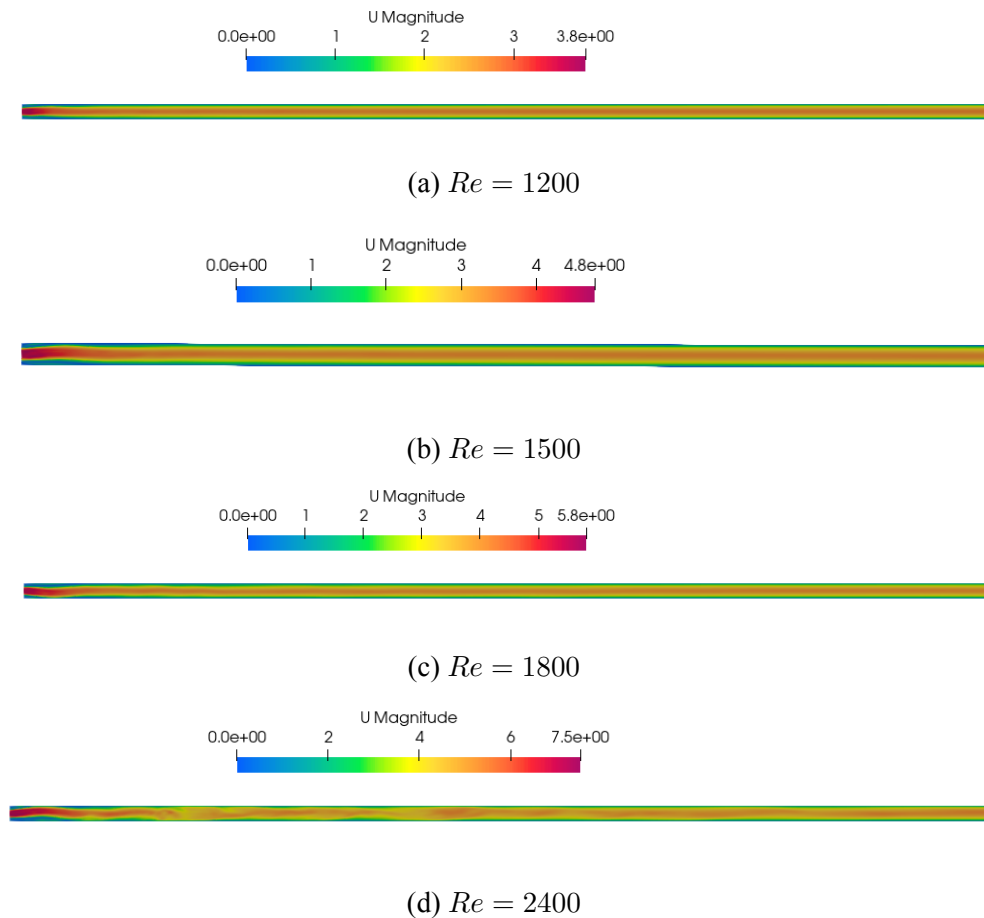 U Magnitude
0.0e+00 1 2 3 3.8e+00
(a) Re = 1200
U Magnitude
0.0e+00 1 2 3 4 4.8e+00
(b) Re = 1500
U Magnitude
0.0e+00 1 2 3 4 5 5.8e+00
(c) Re = 1800
U Magnitude
0.0e+00 2 4 6 7.5e+00
(d) Re = 2400